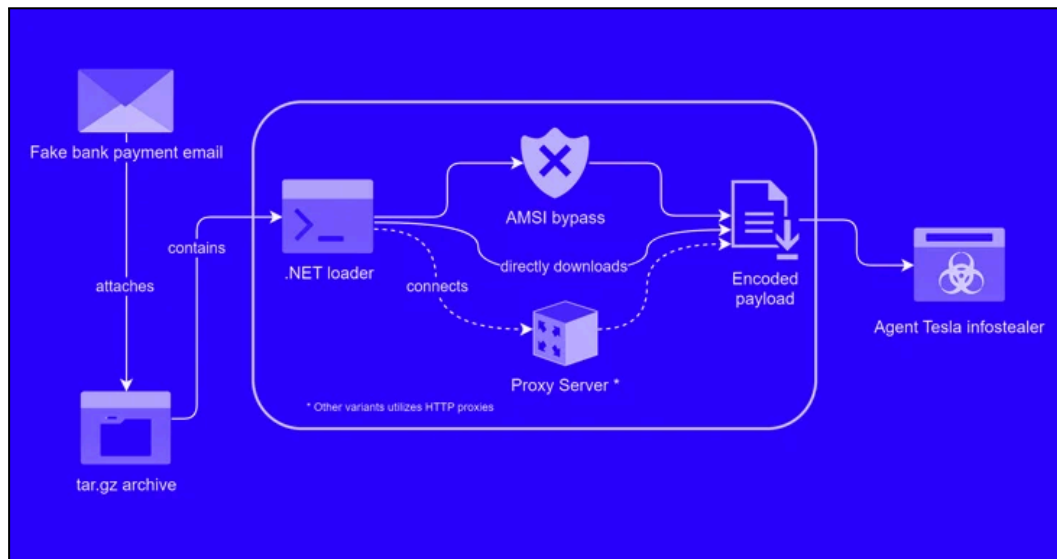 Fake bank payment email
attaches
tar.gz archive
contains
.NET loader
AMSI bypass
directly downloads
connects
Proxy Server *
* Other variants utilizes HTTP proxies
Encoded
payload
Agent Tesla infostealer